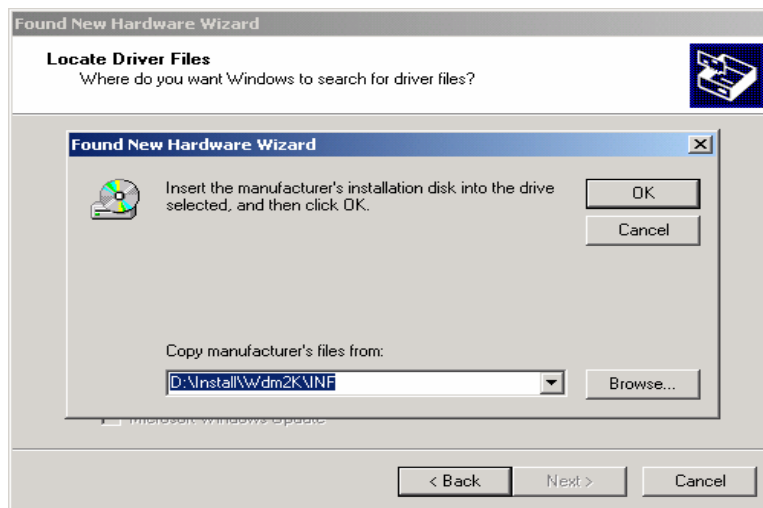 Found New Hardware Wizard
Locate Driver Files
Where do you want Windows to search for driver files?
Found New Hardware Wizard
Insert the manufacturer's installation disk into the drive
selected, and then click OK.
OK
Cancel
Copy manufacturer's files from:
D:\Install\Wdm2K\INF
Browse...
Microsoft Windows Update
< Back
Next >
Cancel